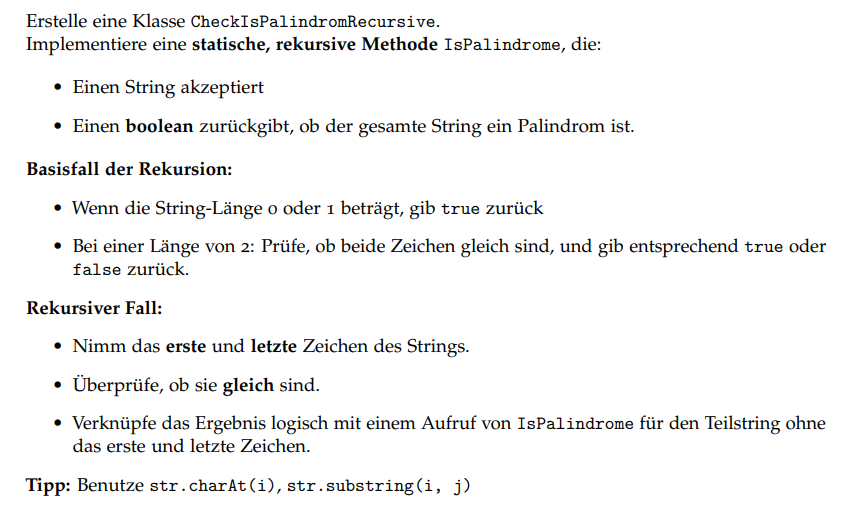 Erstelle eine Klasse CheckIsPalindromRecursive.
Implementiere eine statische, rekursive Methode IsPalindrome, die:
• Einen String akzeptiert
• Einen boolean zurückgibt, ob der gesamte String ein Palindrom ist.
Basisfall der Rekursion:
• Wenn die String-Länge 0 oder 1 beträgt, gib true zurück
• Bei einer Länge von 2: Prüfe, ob beide Zeichen gleich sind, und gib entsprechend true oder
false zurück.
Rekursiver Fall:
• Nimm das erste und letzte Zeichen des Strings.
• Überprüfe, ob sie gleich sind.
• Verknüpfe das Ergebnis logisch mit einem Aufruf von IsPalindrome für den Teilstring ohne
das erste und letzte Zeichen.
Tipp: Benutze str.charAt(i), str.substring(i, j)